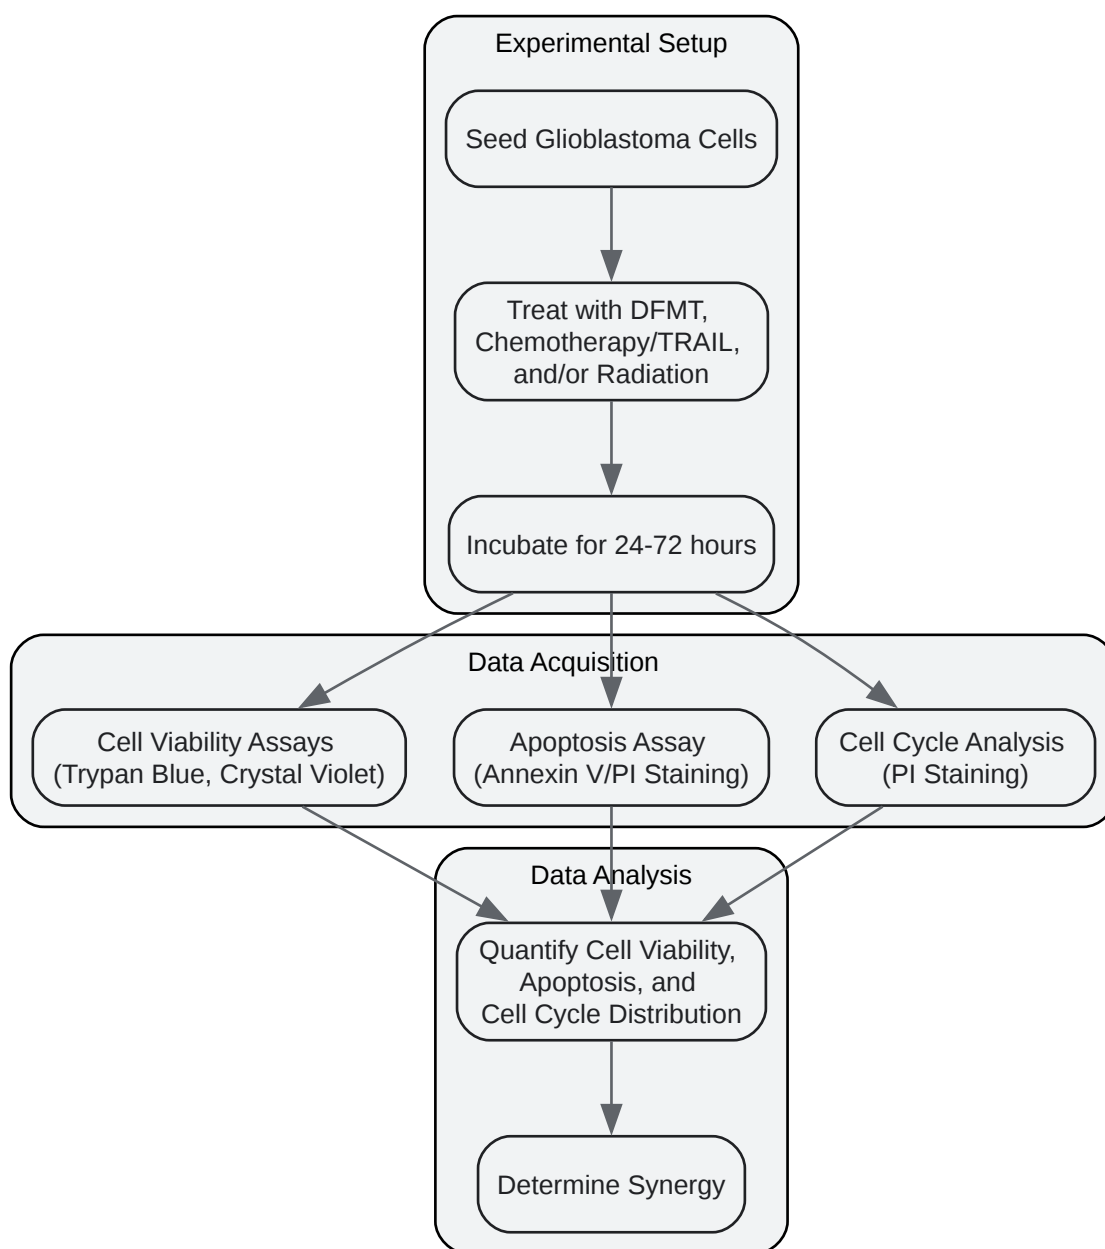 Experimental Setup
Seed Glioblastoma Cells
Treat with DFMT,
Chemotherapy/TRAIL,
and/or Radiation
Incubate for 24-72 hours
Data Acquisition
Cell Viability Assays
(Trypan Blue, Crystal Violet)
Apoptosis Assay
(Annexin V/PI Staining)
Cell Cycle Analysis
(PI Staining)
Data Analysis
Quantify Cell Viability,
Apoptosis, and
Cell Cycle Distribution
Determine Synergy